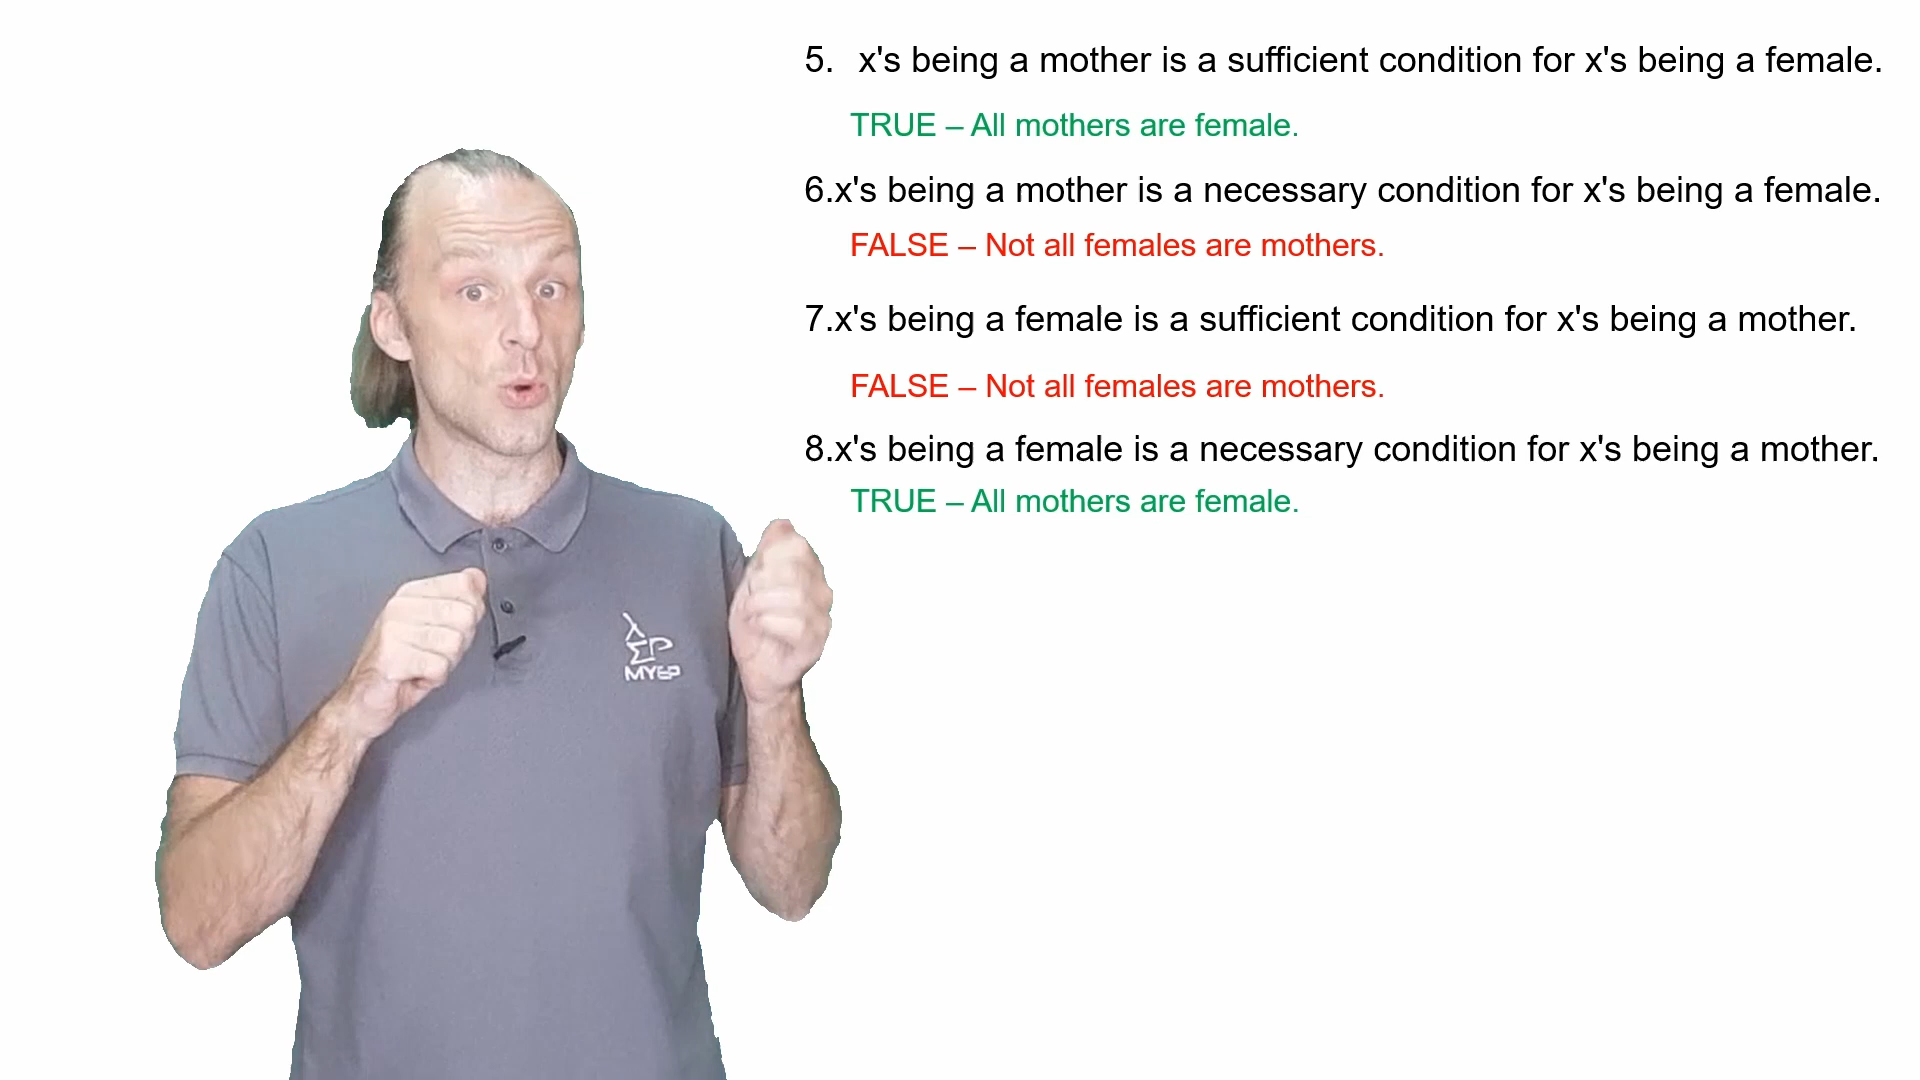 5. x's being a mother is a sufficient condition for x's being a female.
TRUE – All mothers are female.
6.x's being a mother is a necessary condition for x's being a female.
FALSE – Not all females are mothers.
7.x's being a female is a sufficient condition for x's being a mother.
FALSE – Not all females are mothers.
8.x's being a female is a necessary condition for x's being a mother.
TRUE – All mothers are female.
MYEP